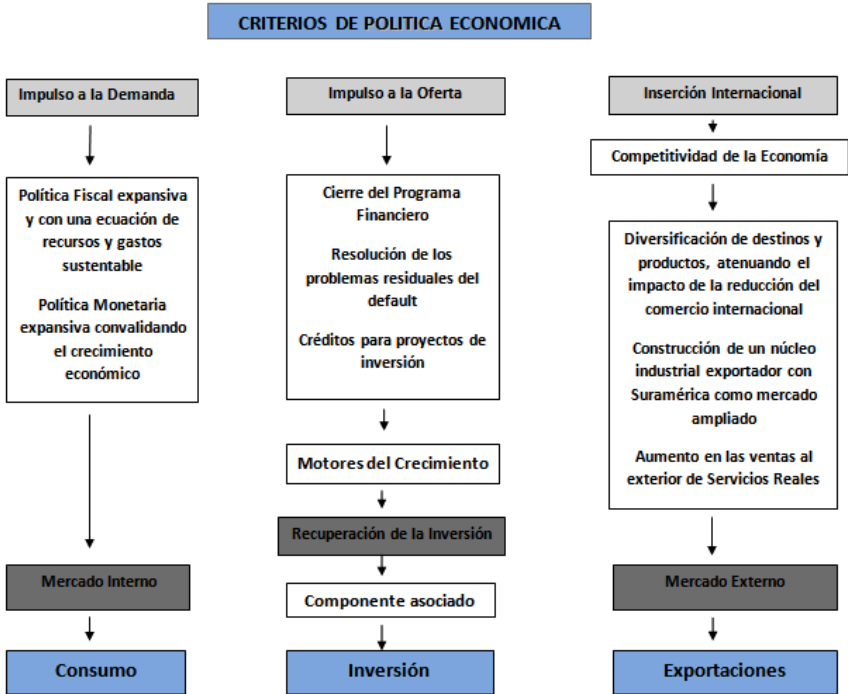 CRITERIOS DE POLITICA ECONOMICA
Impulso a la Demanda
Política Fiscal expansiva
y con una ecuación de
recursos y gastos
sustentable
Política Monetaria
expansiva convalidando
el crecimiento
económico
Mercado Interno
Consumo
Impulso a la Oferta
Cierre del Programa
Financiero
Resolución de los
problemas residuales del
default
Créditos para proyectos de
inversión
Motores del Crecimiento
Recuperación de la Inversión
Componente asociado
Inversión
Inserción Internacional
Competitividad de la Economía
Diversificación de destinos y
productos, atenuando el
impacto de la reducción del
comercio internacional
Construcción de un núcleo
industrial exportador con
Suramérica como mercado
ampliado
Aumento en las ventas al
exterior de Servicios Reales
Mercado Externo
Exportaciones